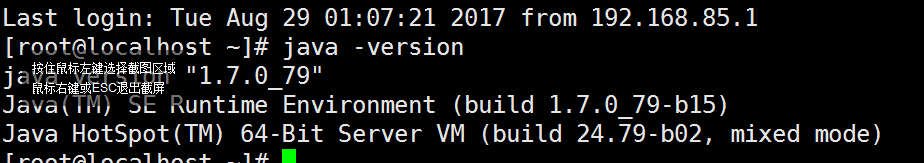 Last login: Tue Aug 29 01:07:21 2017 from 192.168.85.1
[root@localhost ~]# java -version
java version "1.7.0_79"
按住鼠标左键选择截图区域
鼠标右键或ESC退出截屏
Java(TM) SE Runtime Environment (build 1.7.0_79-b15)
Java HotSpot(TM) 64-Bit Server VM (build 24.79-b02, mixed mode)
[root@localhost ~]#